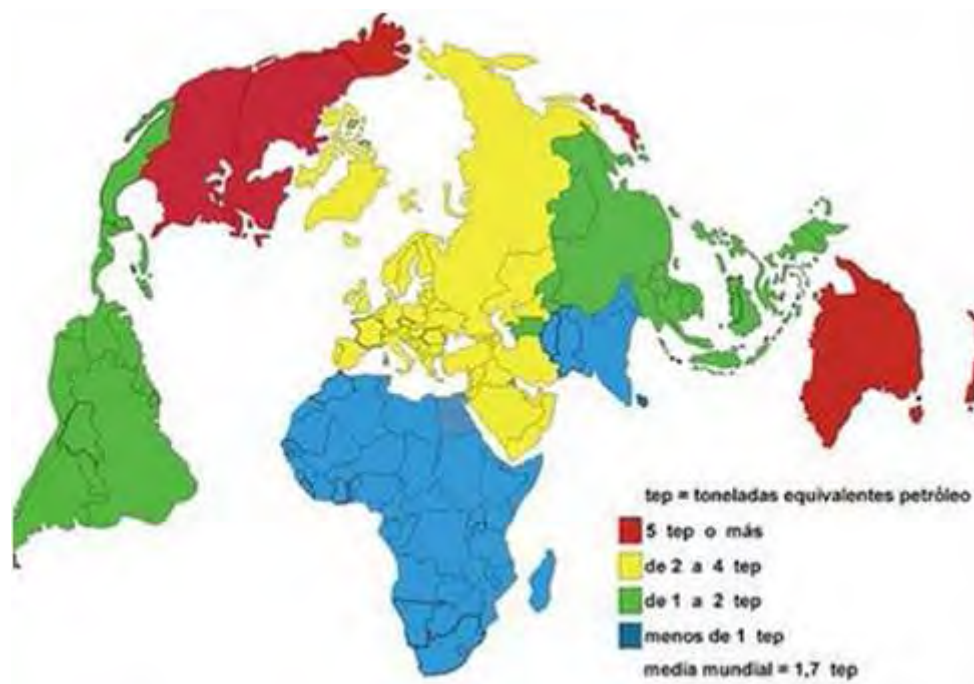 tep = toneladas equivalentes petróleo
5 tep o más
de 2 a 4 tep
de 1 a 2 tep
menos de 1 tep
media mundial = 1,7 tep